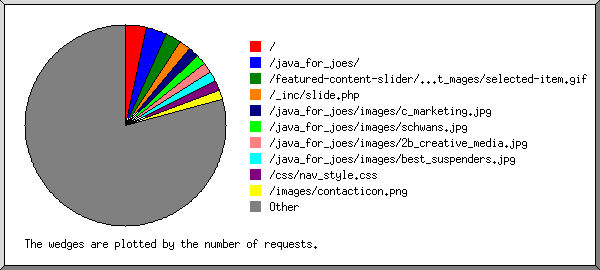 /
/java_for_joes/
/featured-content-slider/...t_mages/selected-item.gif
/_inc/slide.php
/java_for_joes/images/c_marketing.jpg
/java_for_joes/images/schwans.jpg
/java_for_joes/images/2b_creative_media.jpg
/java_for_joes/images/best_suspenders.jpg
/css/nav_style.css
/images/contacticon.png
Other
The wedges are plotted by the number of requests.